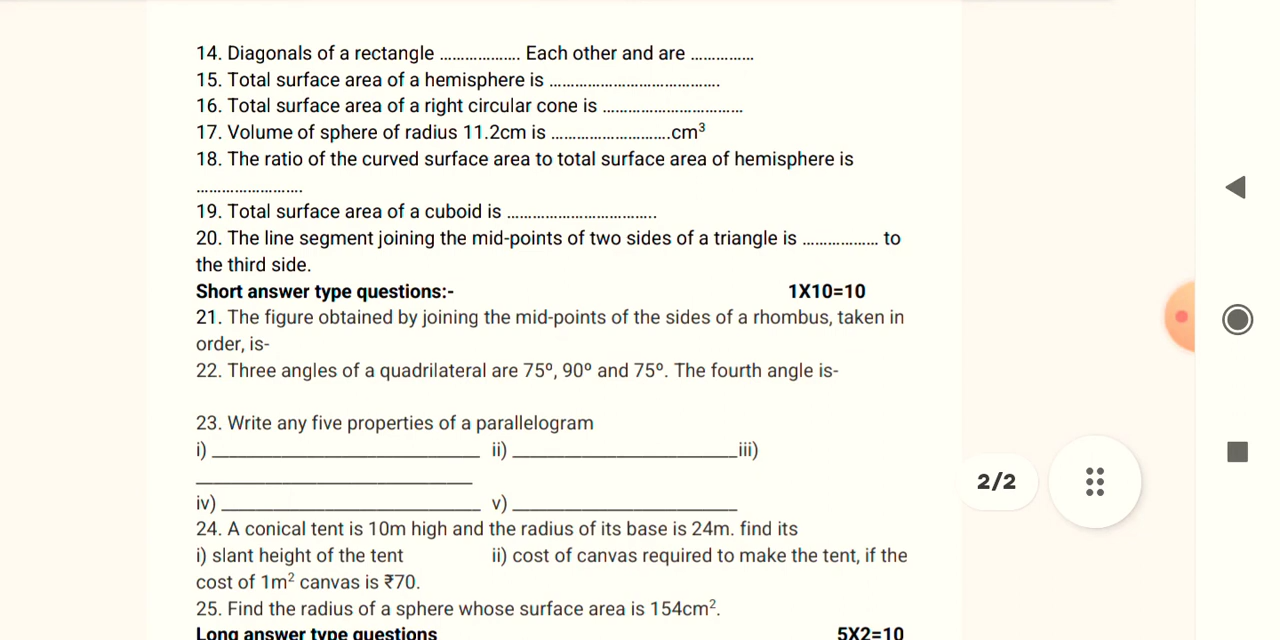 14. Diagonals of a rectangle ................... Each other and are ...............
15. Total surface area of a hemisphere is ........................................
16. Total surface area of a right circular cone is .................................
17. Volume of sphere of radius 11.2cm is ............................cm³
18. The ratio of the curved surface area to total surface area of hemisphere is
.........................
19. Total surface area of a cuboid is ...................................
20. The line segment joining the mid-points of two sides of a triangle is .................. to
the third side.
Short answer type questions:- 1X10=10
21. The figure obtained by joining the mid-points of the sides of a rhombus, taken in
order, is-
22. Three angles of a quadrilateral are 75º, 90º and 75º. The fourth angle is-
23. Write any five properties of a parallelogram
i) ____________________________ ii) ________________________iii)
_____________________________
iv) ___________________________ v) ________________________
24. A conical tent is 10m high and the radius of its base is 24m. find its
i) slant height of the tent ii) cost of canvas required to make the tent, if the
cost of 1m² canvas is ₹70.
25. Find the radius of a sphere whose surface area is 154cm².
Long answer type questions 5X2=10
2/2